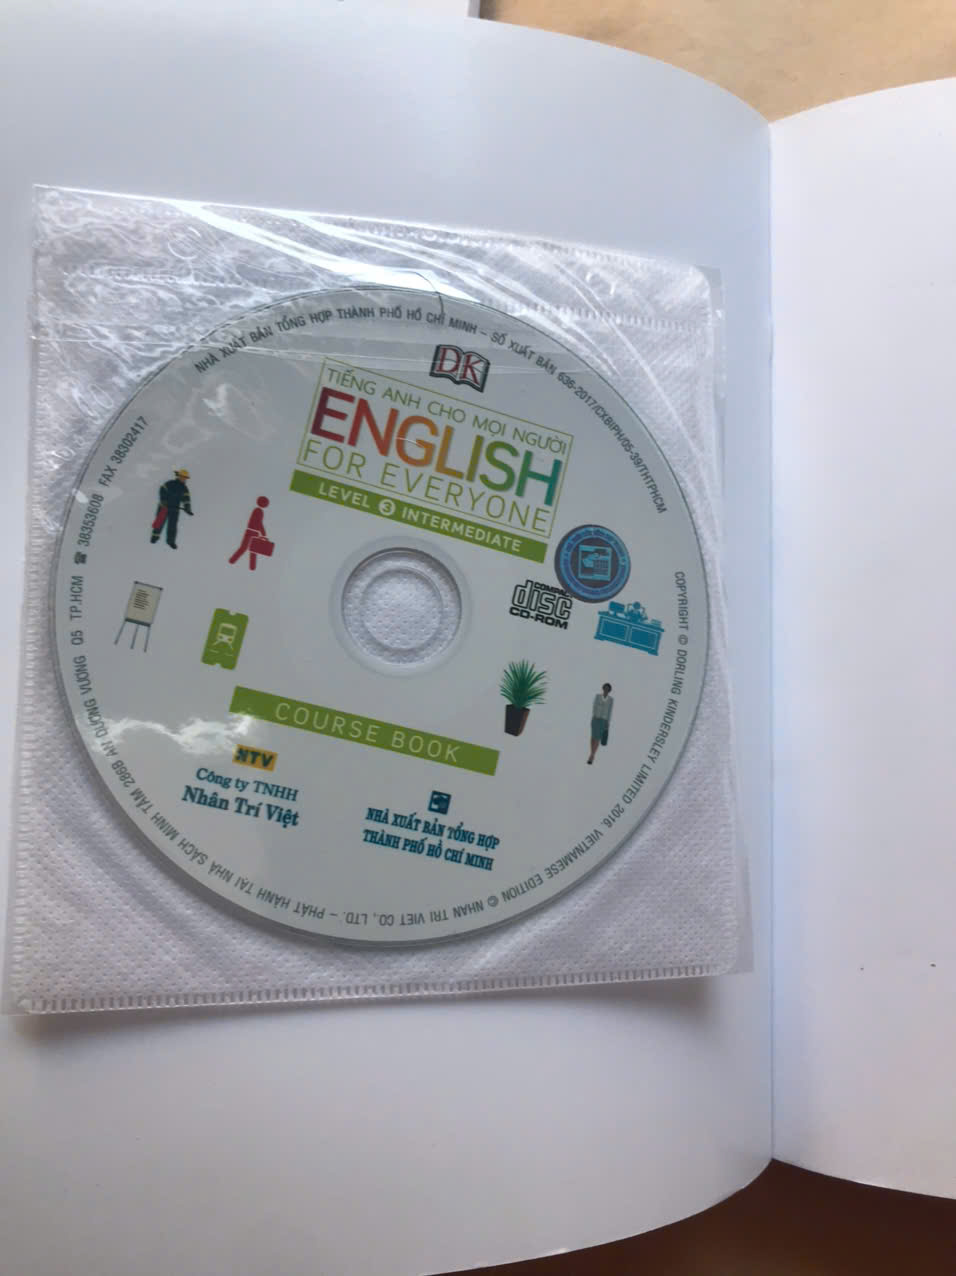 NHÀ XUẤT BẢN TỔNG HỢP THÀNH PHỐ HỒ CHÍ MINH – SỐ XUẤT BẢN 636-2017/CXBIPH/05-39/THTPHCM
DK
TIẾNG ANH CHO MỌI NGƯỜI
ENGLISH
FOR EVERYONE
LEVEL 3 INTERMEDIATE
COMPACT
disc
CD-ROM
COURSE BOOK
NTV
Công ty TNHH
Nhân Trí Việt
NHÀ XUẤT BẢN TỔNG HỢP
THÀNH PHỐ HỒ CHÍ MINH
COPYRIGHT © DORLING KINDERSLEY LIMITED 2016 VIETNAMESE EDITION © NHAN TRI VIET CO., LTD. – PHÁT HÀNH TẠI NHÀ SÁCH MINH TÂM 286B AN DƯƠNG VƯƠNG Q5 TP.HCM ☎ 38353608 FAX 38302417